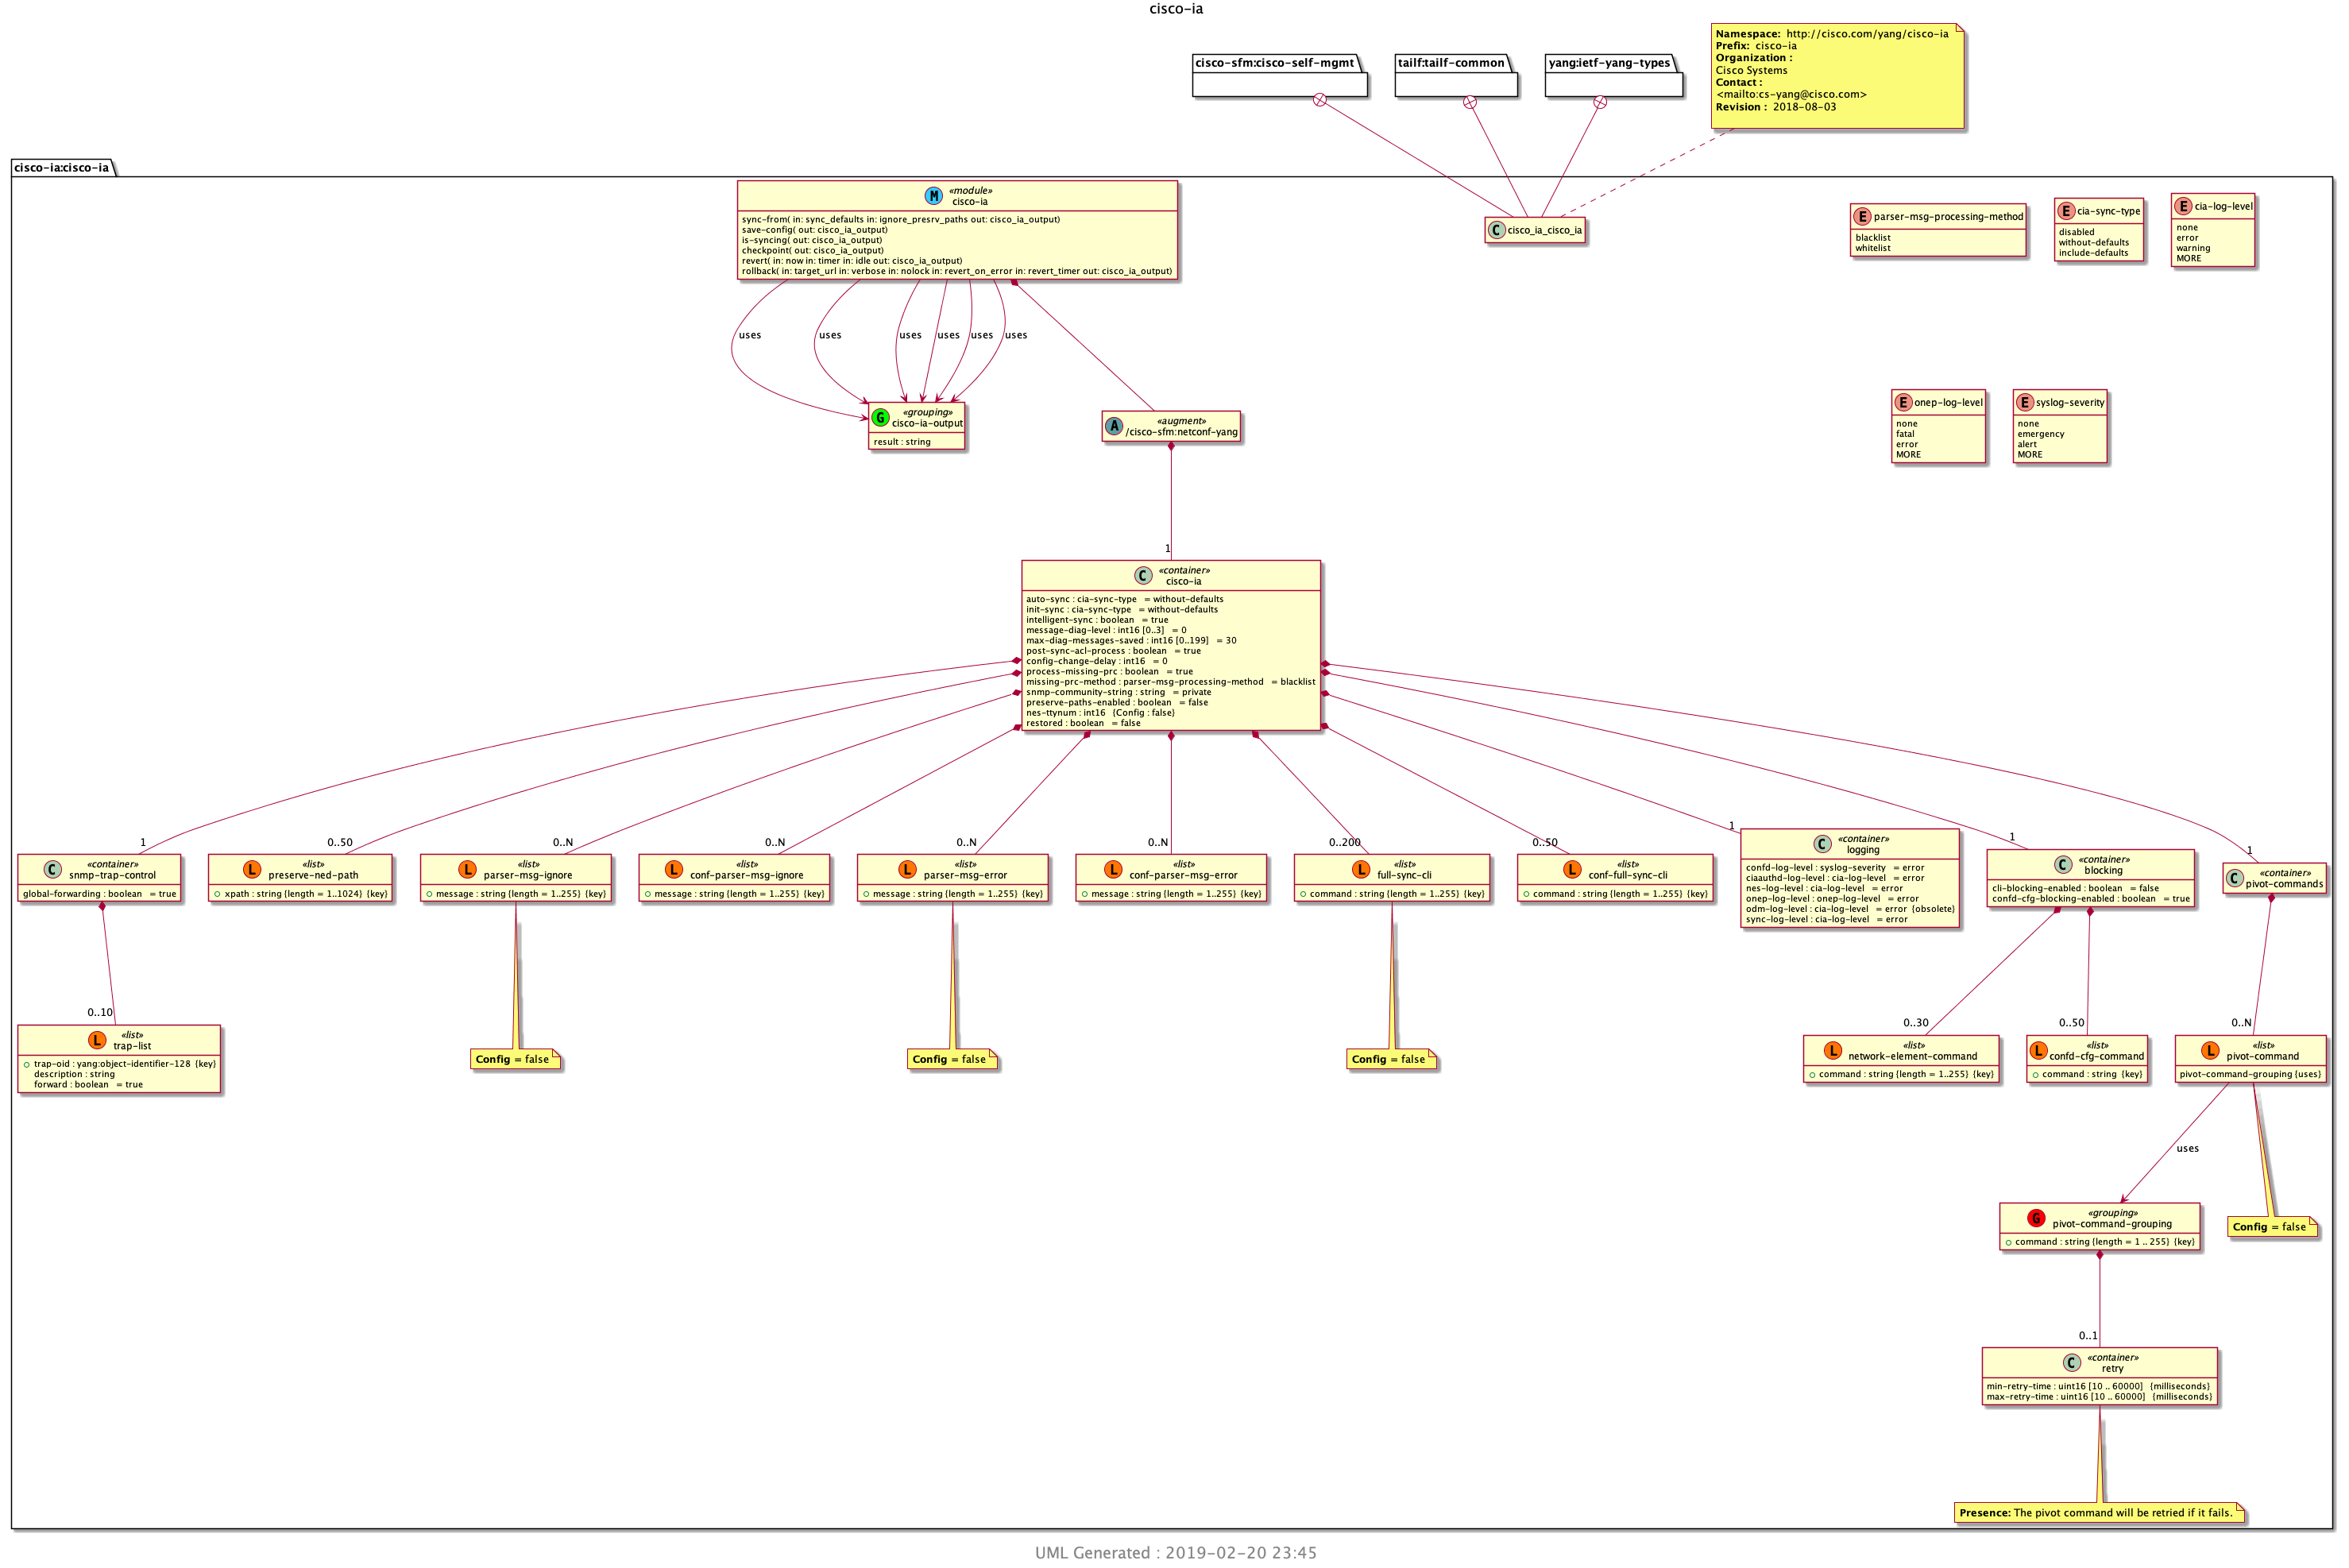 cisco-ia
Namespace: http://cisco.com/yang/cisco-ia
Prefix: cisco-ia
Organization :
Cisco Systems
Contact :
<mailto:cs-yang@cisco.com>
Revision : 2018-08-03
cisco-sfm:cisco-self-mgmt
tailf:tailf-common
yang:ietf-yang-types
cisco-ia:cisco-ia
M «module»
cisco-ia
sync-from( in: sync_defaults in: ignore_presrv_paths out: cisco_ia_output)
save-config( out: cisco_ia_output)
is-syncing( out: cisco_ia_output)
checkpoint( out: cisco_ia_output)
revert( in: now in: timer in: idle out: cisco_ia_output)
rollback( in: target_url in: verbose in: nolock in: revert_on_error in: revert_timer out: cisco_ia_output)
C cisco_ia_cisco_ia
E parser-msg-processing-method
blacklist
whitelist
E cia-sync-type
disabled
without-defaults
include-defaults
E cia-log-level
none
error
warning
MORE
uses
uses
uses
uses
uses
uses
G «grouping»
cisco-ia-output
result : string
A «augment»
/cisco-sfm:netconf-yang
E onep-log-level
none
fatal
error
MORE
E syslog-severity
none
emergency
alert
MORE
1
C «container»
cisco-ia
auto-sync : cia-sync-type = without-defaults
init-sync : cia-sync-type = without-defaults
intelligent-sync : boolean = true
message-diag-level : int16 [0..3] = 0
max-diag-messages-saved : int16 [0..199] = 30
post-sync-acl-process : boolean = true
config-change-delay : int16 = 0
process-missing-prc : boolean = true
missing-prc-method : parser-msg-processing-method = blacklist
snmp-community-string : string = private
preserve-paths-enabled : boolean = false
nes-ttynum : int16 {Config : false}
restored : boolean = false
1
0..50
0..N
0..N
0..N
0..N
0..200
0..50
1
1
1
C «container»
snmp-trap-control
global-forwarding : boolean = true
L «list»
preserve-ned-path
xpath : string {length = 1..1024} {key}
L «list»
parser-msg-ignore
message : string {length = 1..255} {key}
L «list»
conf-parser-msg-ignore
message : string {length = 1..255} {key}
L «list»
parser-msg-error
message : string {length = 1..255} {key}
L «list»
conf-parser-msg-error
message : string {length = 1..255} {key}
L «list»
full-sync-cli
command : string {length = 1..255} {key}
L «list»
conf-full-sync-cli
command : string {length = 1..255} {key}
C «container»
logging
confd-log-level : syslog-severity = error
ciaauthd-log-level : cia-log-level = error
nes-log-level : cia-log-level = error
onep-log-level : onep-log-level = error
odm-log-level : cia-log-level = error {obsolete}
sync-log-level : cia-log-level = error
C «container»
blocking
cli-blocking-enabled : boolean = false
confd-cfg-blocking-enabled : boolean = true
C «container»
pivot-commands
0..10
0..30
0..50
0..N
L «list»
trap-list
trap-oid : yang:object-identifier-128 {key}
description : string
forward : boolean = true
Config = false
Config = false
Config = false
L «list»
network-element-command
command : string {length = 1..255} {key}
L «list»
confd-cfg-command
command : string {key}
L «list»
pivot-command
pivot-command-grouping {uses}
uses
G «grouping»
pivot-command-grouping
command : string {length = 1 .. 255} {key}
Config = false
0..1
C «container»
retry
min-retry-time : uint16 [10 .. 60000] {milliseconds}
max-retry-time : uint16 [10 .. 60000] {milliseconds}
Presence: The pivot command will be retried if it fails.
UML Generated : 2019-02-20 23:45